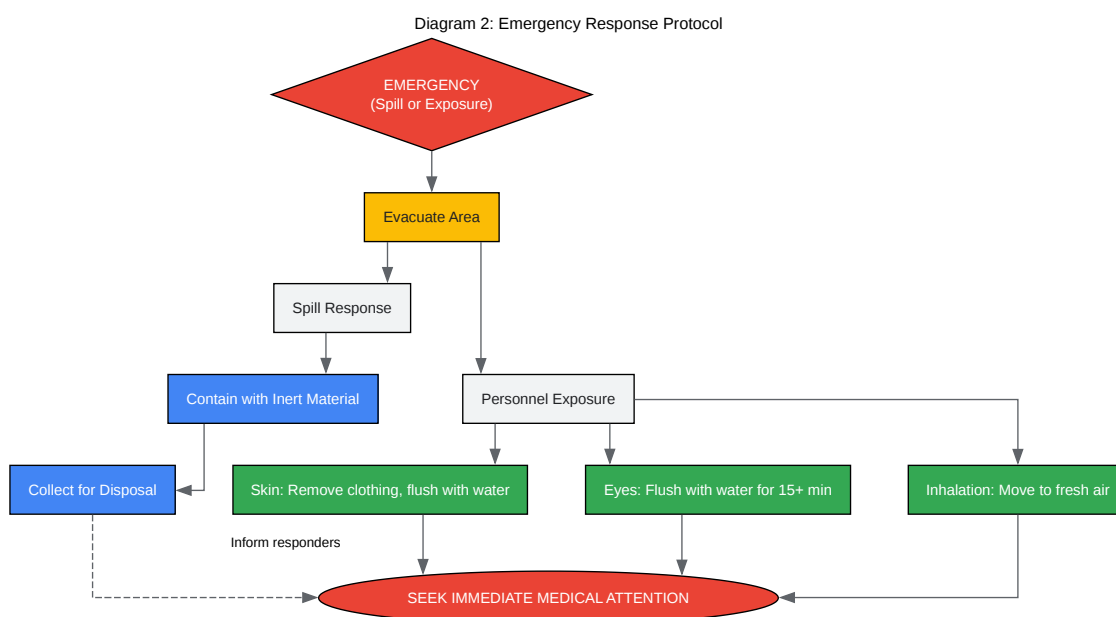 Diagram 2: Emergency Response Protocol
EMERGENCY
(Spill or Exposure)
Evacuate Area
Spill Response
Contain with Inert Material
Personnel Exposure
Collect for Disposal
Skin: Remove clothing, flush with water
Eyes: Flush with water for 15+ min
Inhalation: Move to fresh air
Inform responders
SEEK IMMEDIATE MEDICAL ATTENTION